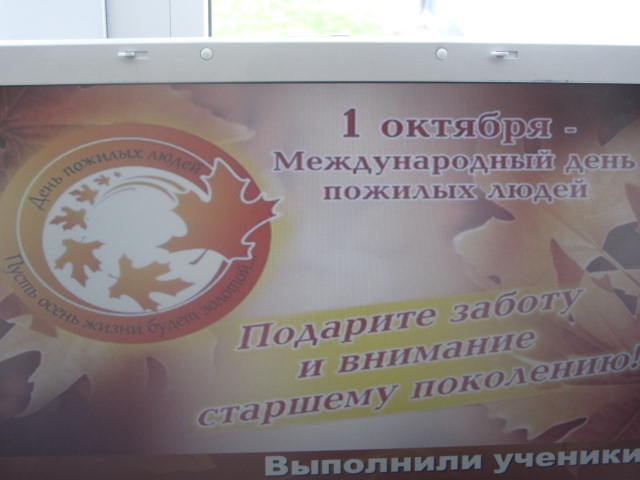 1 октября -
Международный день
пожилых людей
День пожилых людей
Пусть осень жизни будет золотой.
Подарите заботу
и внимание
старшему поколению!
Выполнили ученики